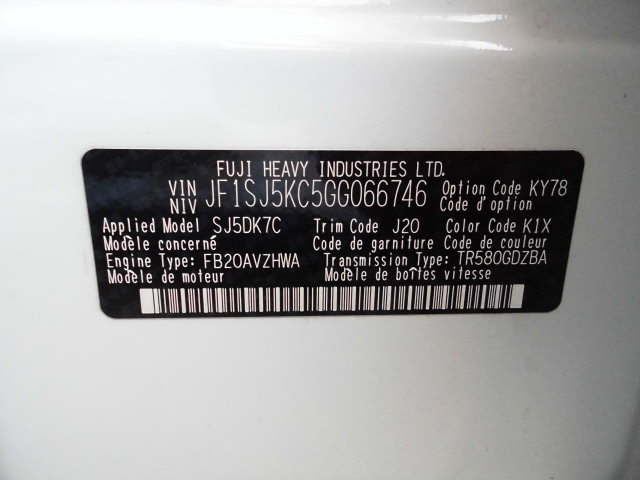 FUJI HEAVY INDUSTRIES LTD.
VIN NIV JF1SJ5KC5GG066746 Option Code KY78
Code d'option
Applied Model SJ5DK7C Trim Code J20 Color Code K1X
Modèle concerné Code de garniture Code de couleur
Engine Type: FB20AVZHWA Transmission Type: TR580GDZBA
Modèle de moteur Modèle de boîtes vitesse